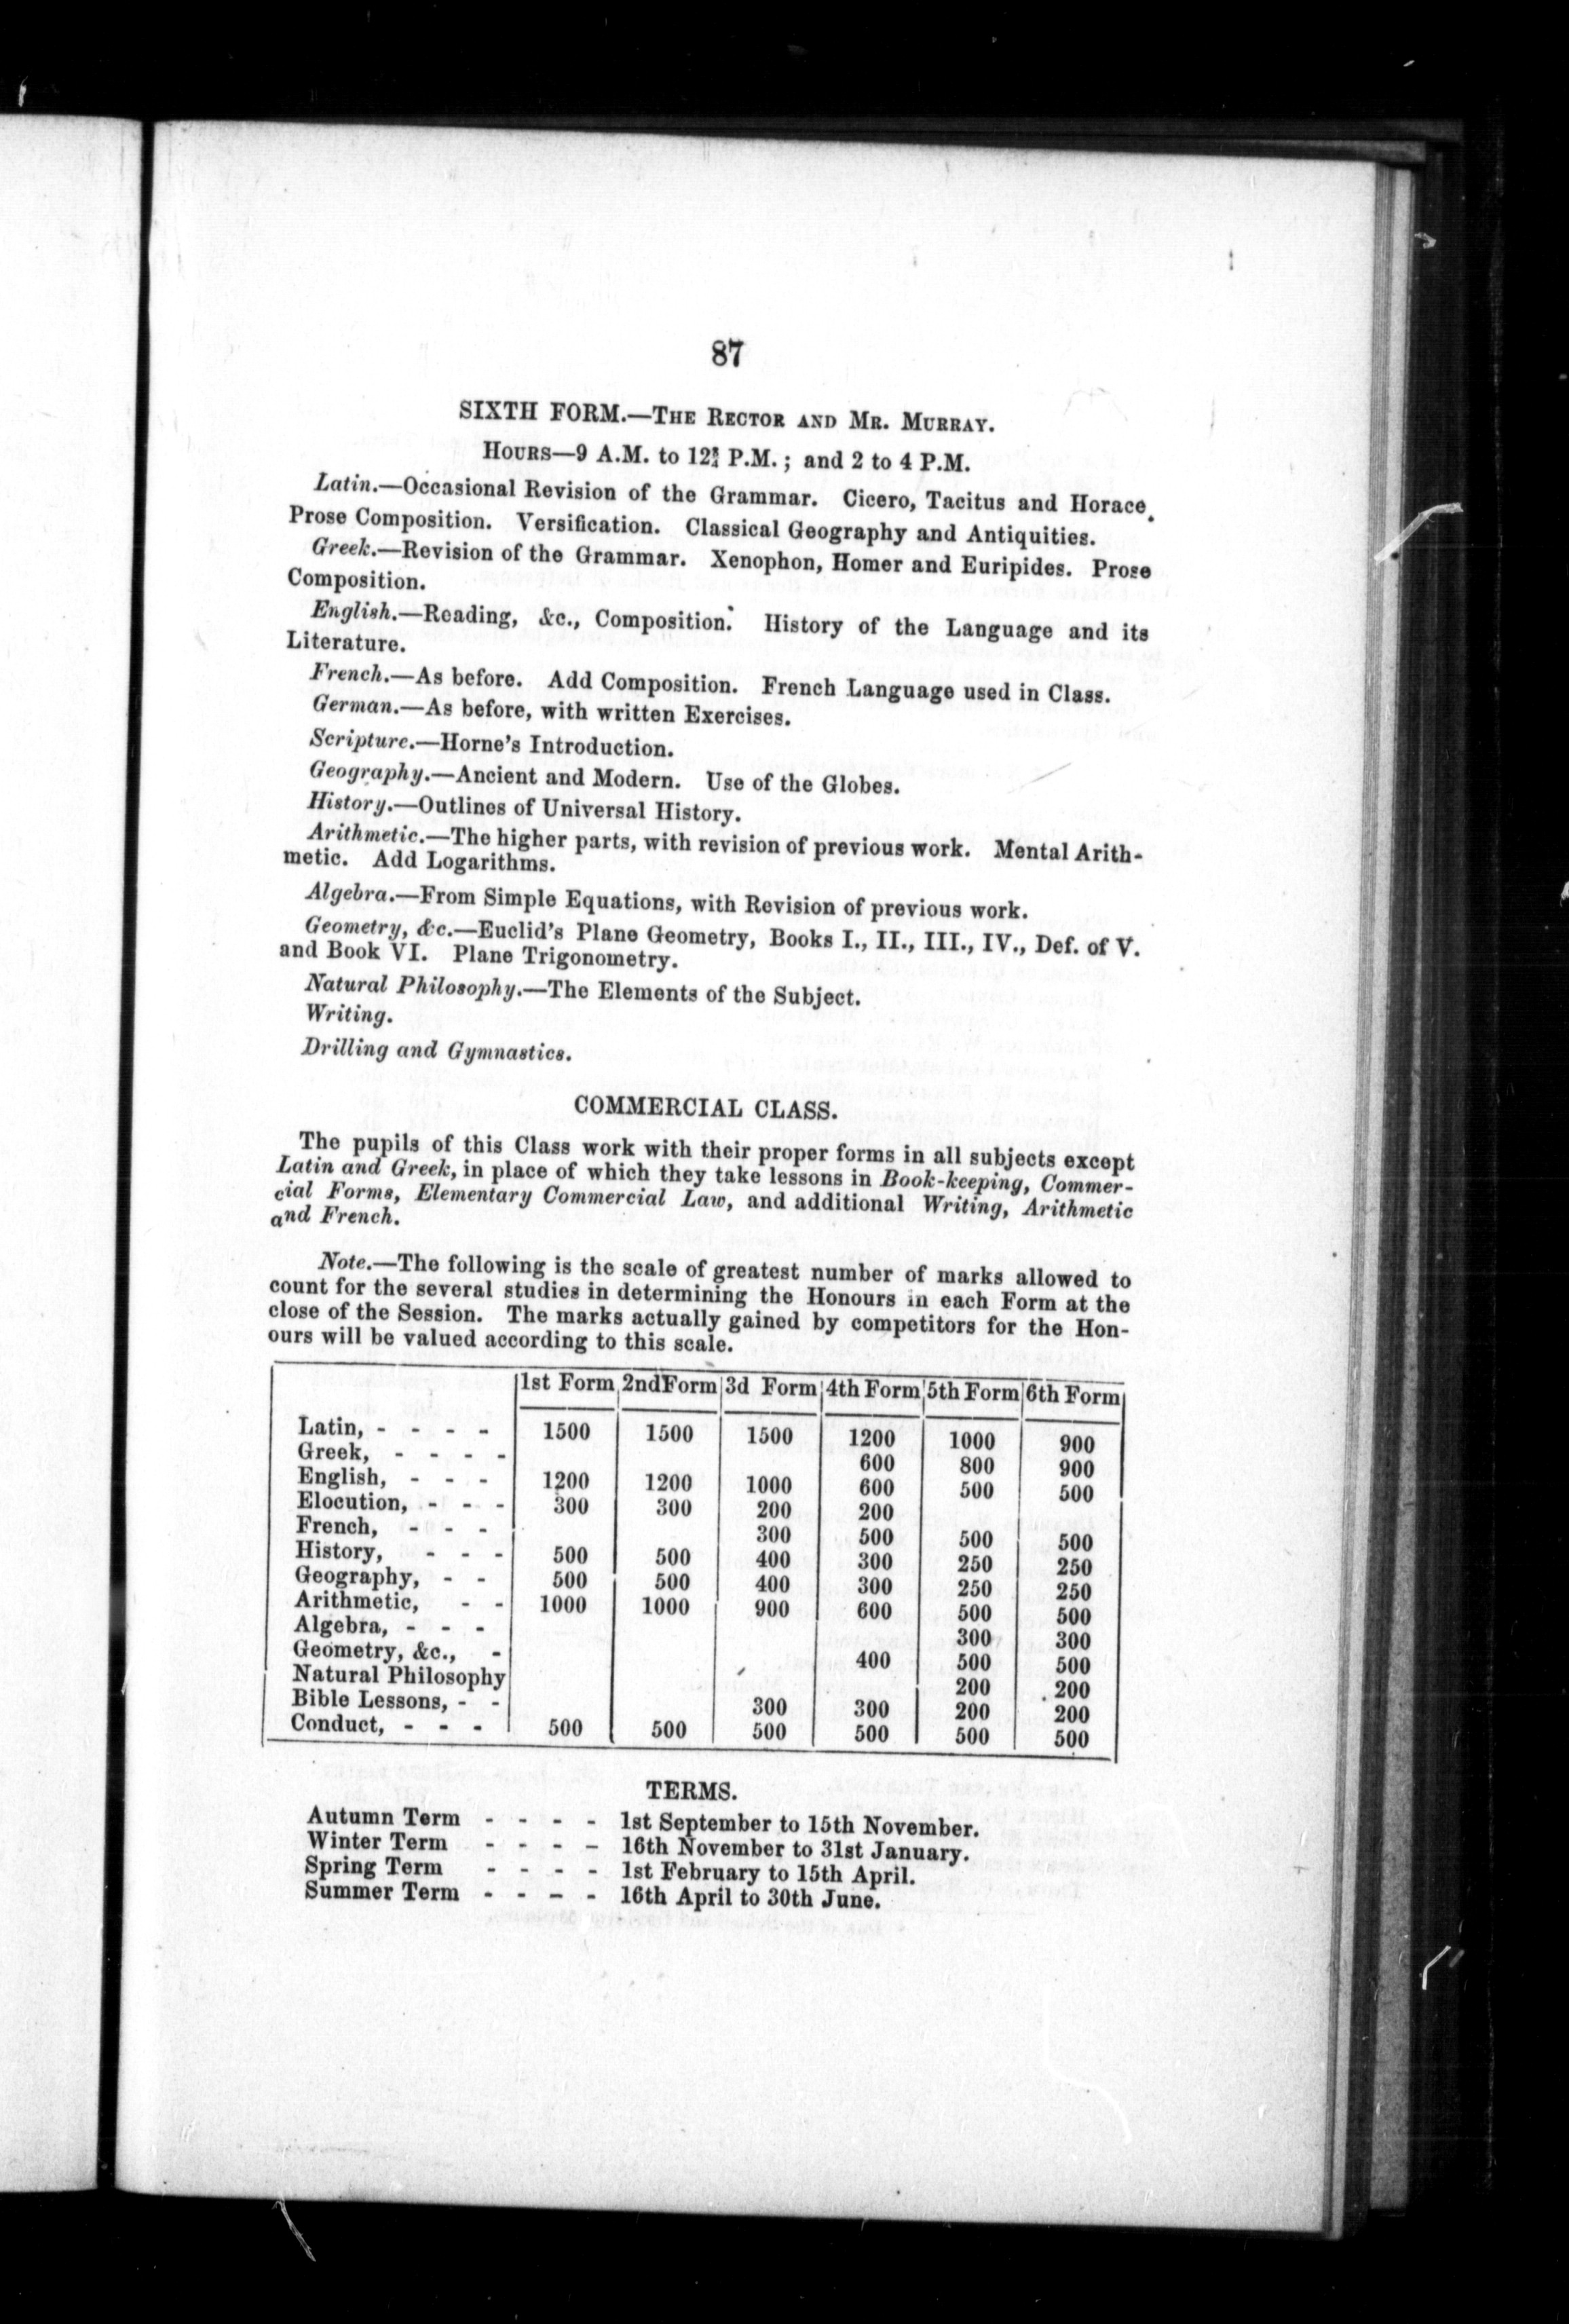 87
SIXTH FORM.—THE RECTOR AND MR. MURRAY.
HOURS—9 A.M. to 12¾ P.M.; and 2 to 4 P.M.
Latin.—Occasional Revision of the Grammar. Cicero, Tacitus and Horace.
Prose Composition. Versification. Classical Geography and Antiquities.
Greek.—Revision of the Grammar. Xenophon, Homer and Euripides. Prose
Composition.
English.—Reading, &c., Composition. History of the Language and its
Literature.
French.—As before. Add Composition. French Language used in Class.
German.—As before, with written Exercises.
Scripture.—Horne's Introduction.
Geography.—Ancient and Modern. Use of the Globes.
History.—Outlines of Universal History.
Arithmetic.—The higher parts, with revision of previous work. Mental Arith-
metic. Add Logarithms.
Algebra.—From Simple Equations, with Revision of previous work.
Geometry, &c.—Euclid's Plane Geometry, Books I., II., III., IV., Def. of V.
and Book VI. Plane Trigonometry.
Natural Philosophy.—The Elements of the Subject.
Writing.
Drilling and Gymnastics.
COMMERCIAL CLASS.
The pupils of this Class work with their proper forms in all subjects except
Latin and Greek, in place of which they take lessons in Book-keeping, Commer-
cial Forms, Elementary Commercial Law, and additional Writing, Arithmetic
and French.
Note.—The following is the scale of greatest number of marks allowed to
count for the several studies in determining the Honours in each Form at the
close of the Session. The marks actually gained by competitors for the Hon-
ours will be valued according to this scale.
1st Form 2nd Form 3d Form 4th Form 5th Form 6th Form
Latin, - - - - 1500 1500 1500 1200 1000 900
Greek, - - - - 600 800 900
English, - - - 1200 1200 1000 600 500 500
Elocution, - - - 300 300 200 200
French, - - - 300 500 500 500
History, - - - 500 500 400 300 250 250
Geography, - - 500 500 400 300 250 250
Arithmetic, - - 1000 1000 900 600 500 500
Algebra, - - - 300 300
Geometry, &c., - 400 500 500
Natural Philosophy 200 200
Bible Lessons, - - 300 300 200 200
Conduct, - - - 500 500 500 500 500 500
TERMS.
Autumn Term - - - - 1st September to 15th November.
Winter Term - - - - 16th November to 31st January.
Spring Term - - - - 1st February to 15th April.
Summer Term - - - - 16th April to 30th June.